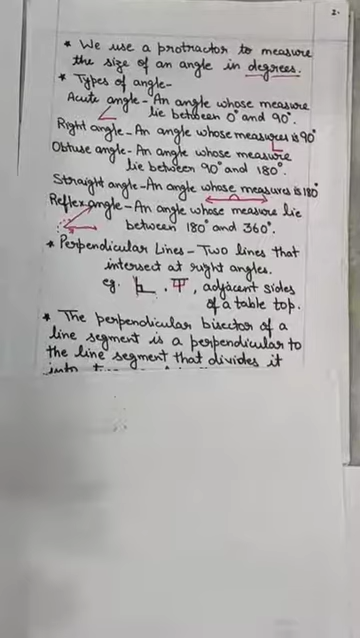 2.
* We use a protractor to measure
the size of an angle in degrees.
* Types of angle-
Acute angle - An angle whose measure
lie between 0° and 90°.
Right angle - An angle whose measures is 90°
Obtuse angle - An angle whose measure
lie between 90° and 180°.
Straight angle - An angle whose measures is 180°
Reflex angle - An angle whose measure lie
between 180° and 360°.
* Perpendicular Lines - Two lines that
intersect at right angles.
eg. , adjacent sides
of a table top.
* The perpendicular bisector of a
line segment is a perpendicular to
the line segment that divides it
into